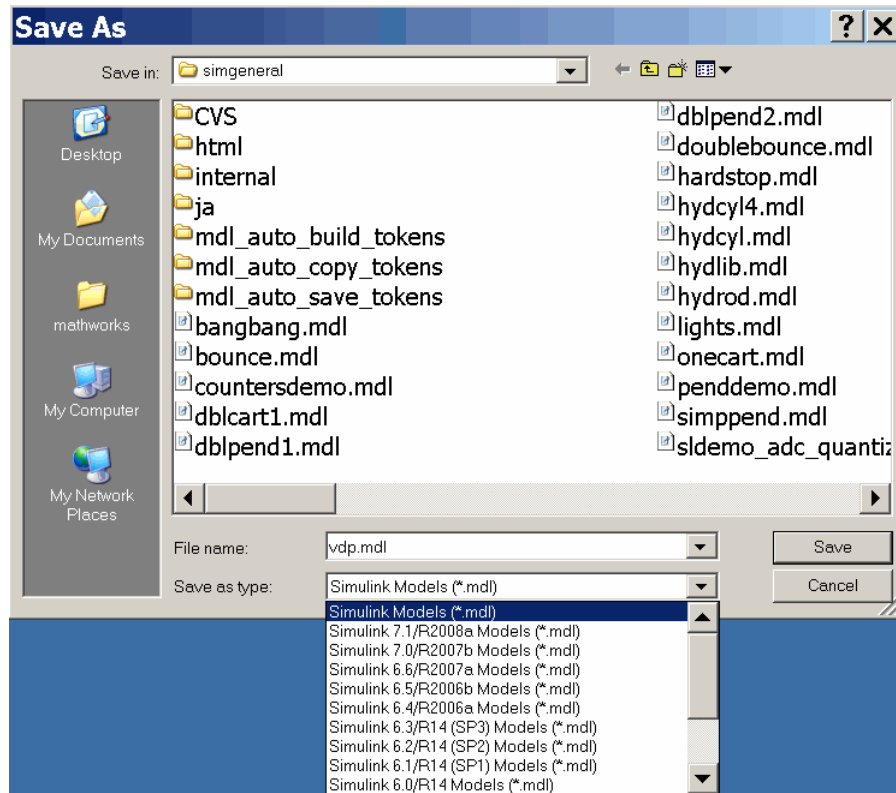 Save As
Save in: simgeneral
Desktop
My Documents
mathworks
My Computer
My Network
Places
CVS
html
internal
ja
mdl_auto_build_tokens
mdl_auto_copy_tokens
mdl_auto_save_tokens
bangbang.mdl
bounce.mdl
countersdemo.mdl
dblcart1.mdl
dblpend1.mdl
dblpend2.mdl
doublebounce.mdl
hardstop.mdl
hydcyl4.mdl
hydcyl.mdl
hydlib.mdl
hydrod.mdl
lights.mdl
onecart.mdl
penddemo.mdl
simppend.mdl
sldemo_adc_quantiz
File name: vdp.mdl Save
Save as type: Simulink Models (*.mdl) Cancel
Simulink Models (*.mdl)
Simulink 7.1/R2008a Models (*.mdl)
Simulink 7.0/R2007b Models (*.mdl)
Simulink 6.6/R2007a Models (*.mdl)
Simulink 6.5/R2006b Models (*.mdl)
Simulink 6.4/R2006a Models (*.mdl)
Simulink 6.3/R14 (SP3) Models (*.mdl)
Simulink 6.2/R14 (SP2) Models (*.mdl)
Simulink 6.1/R14 (SP1) Models (*.mdl)
Simulink 6.0/R14 Models (*.mdl)